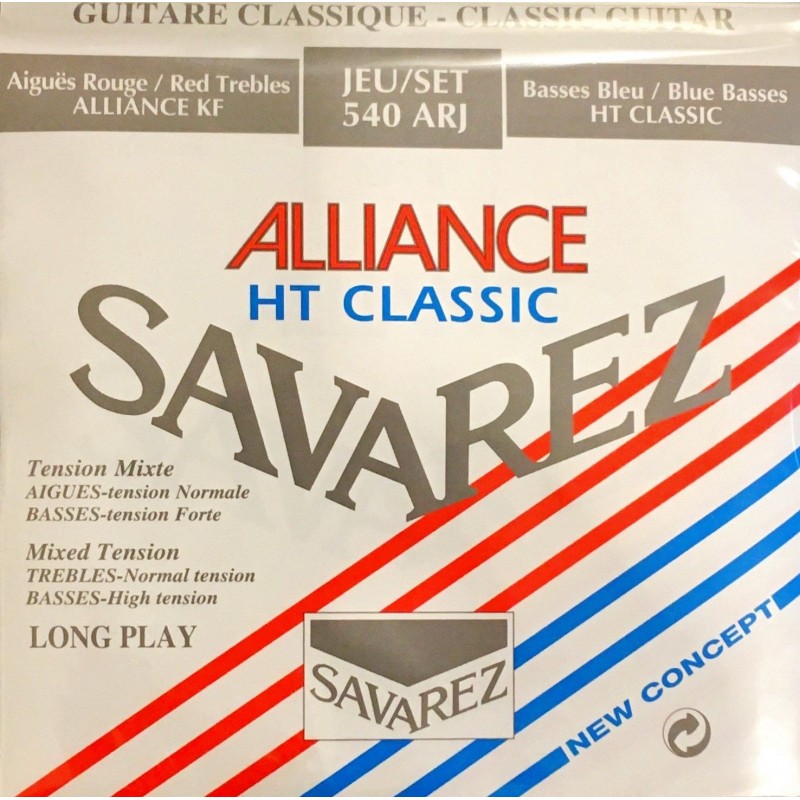 GUITARE CLASSIQUE - CLASSIC GUITAR
Aiguës Rouge / Red Trebles
ALLIANCE KF
JEU/SET
540 ARJ
Basses Bleu / Blue Basses
HT CLASSIC
ALLIANCE
HT CLASSIC
SAVAREZ
Tension Mixte
AIGUES-tension Normale
BASSES-tension Forte
Mixed Tension
TREBLES-Normal tension
BASSES-High tension
LONG PLAY
SAVAREZ
NEW CONCEPT